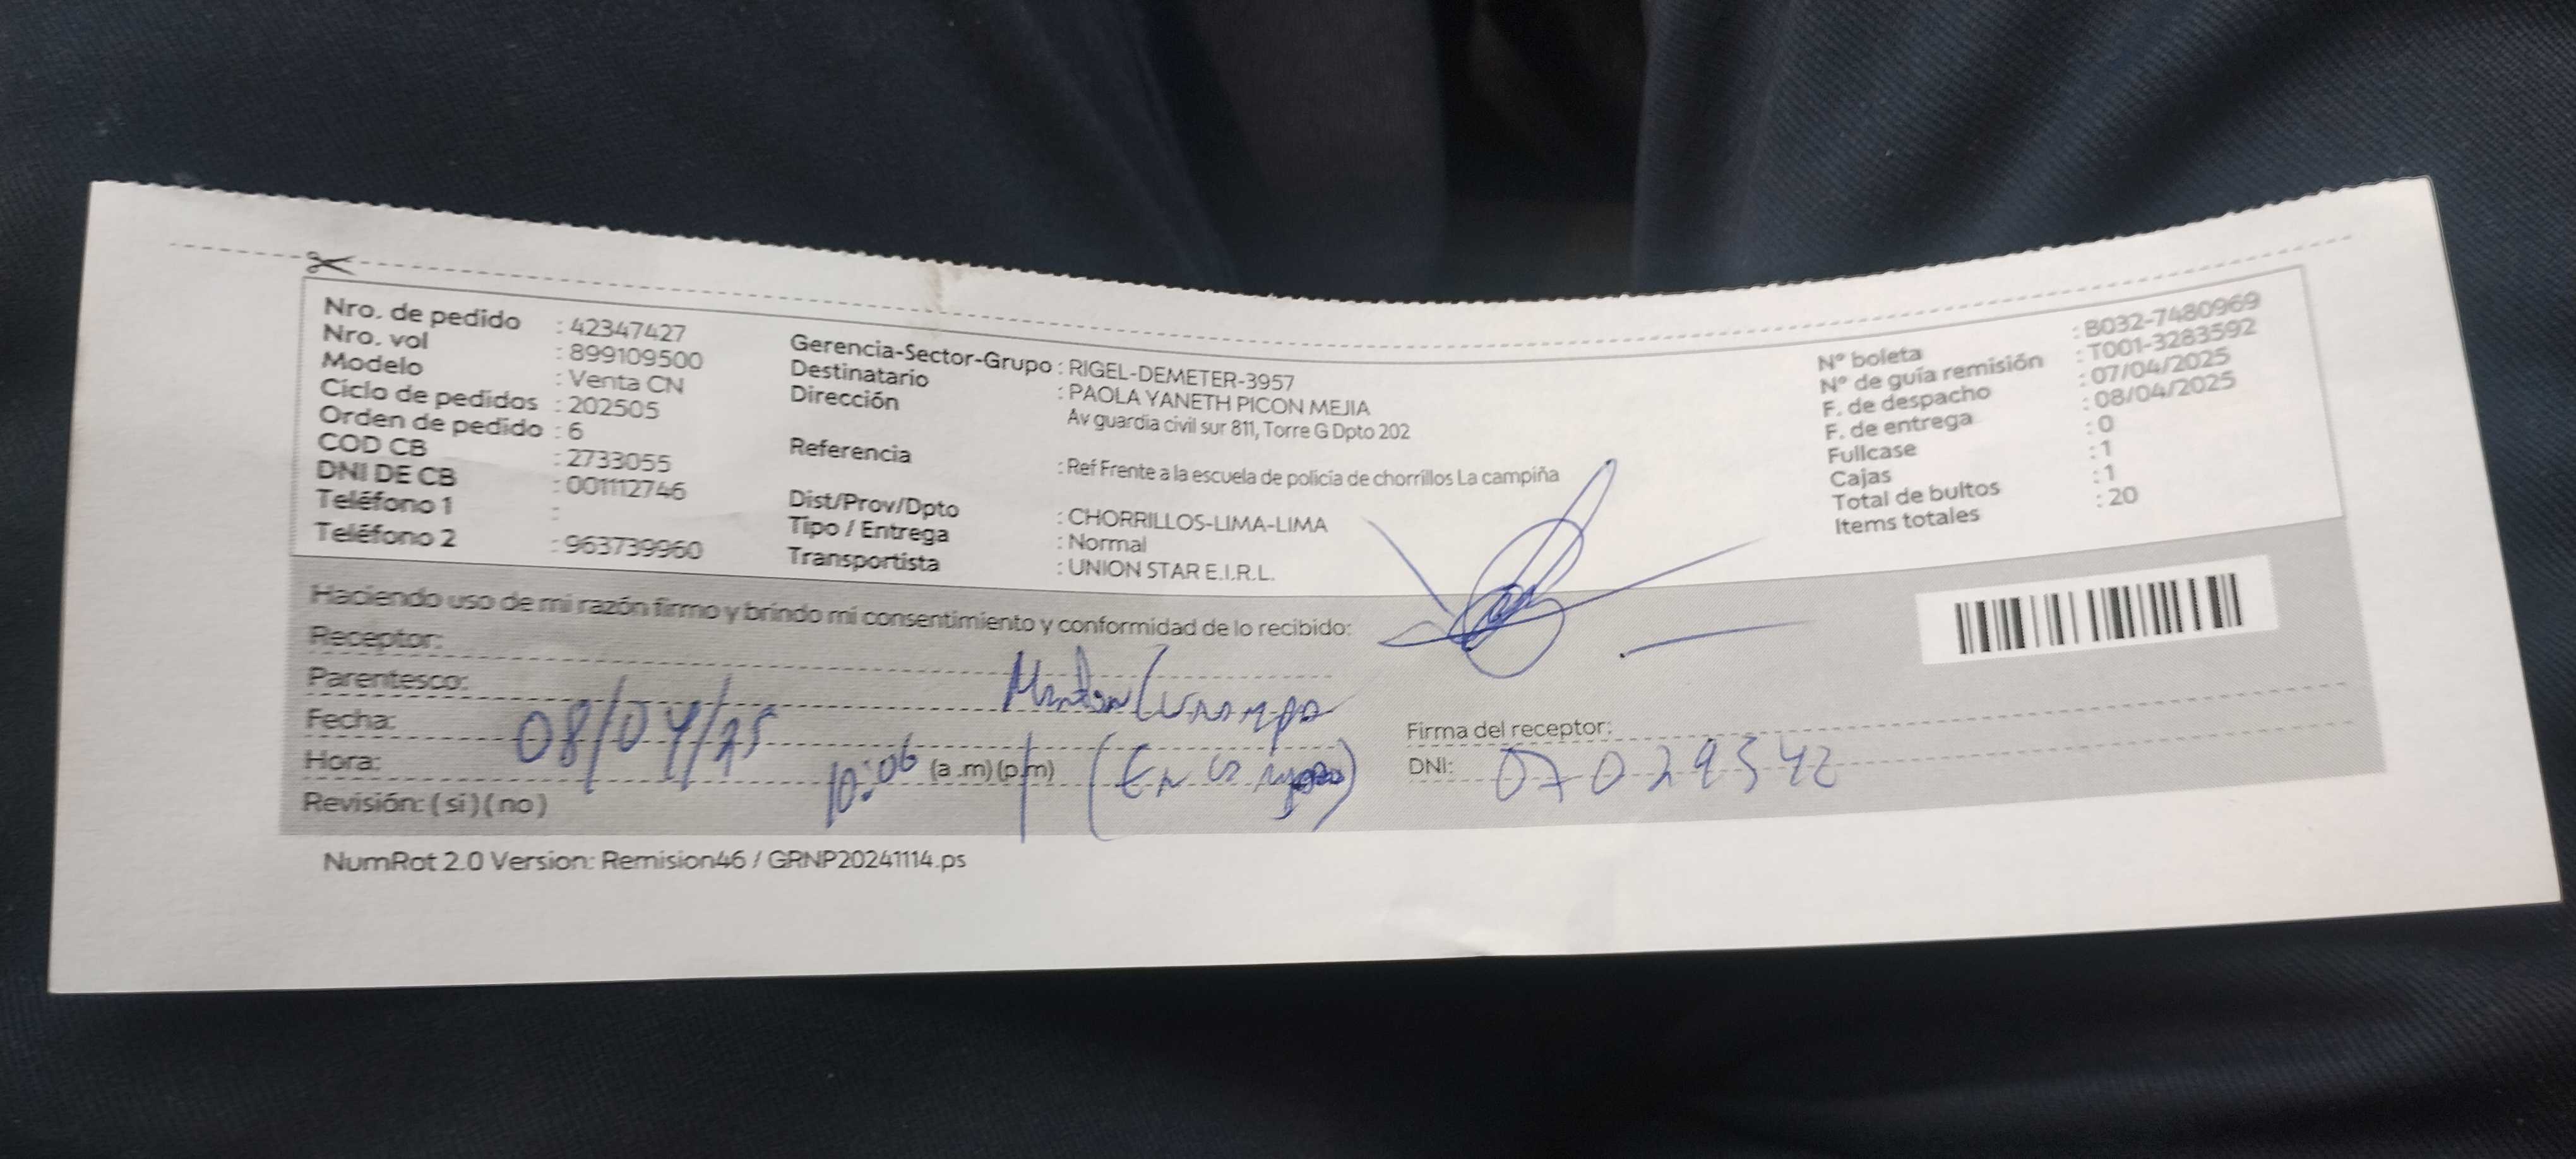 Nro. de pedido : 42347427
Nro. vol : 899109500
Modelo : Venta CN
Ciclo de pedidos : 202505
Orden de pedido : 6
COD CB : 2733055
DNI DE CB : 001112746
Teléfono 1 :
Teléfono 2 : 963739960
Gerencia-Sector-Grupo : RIGEL-DEMETER-3957
Destinatario : PAOLA YANETH PICON MEJIA
Dirección Av guardia civil sur 811, Torre G Dpto 202
Referencia : Ref Frente a la escuela de policia de chorrillos La campiña
Dist/Prov/Dpto : CHORRILLOS-LIMA-LIMA
Tipo / Entrega : Normal
Transportista : UNION STAR E.I.R.L.
N° boleta : B032-7480969
N° de guía remisión : T001-3283592
F. de despacho : 07/04/2025
F. de entrega : 08/04/2025
Fullcase : 0
Cajas : 1
Total de bultos : 1
Items totales : 20
Haciendo uso de mi razón firmo y brindo mi consentimiento y conformidad de lo recibido:
Receptor:
Parentesco:
Fecha: 08/04/25
Hora: 10:06 (a .m) (p.m)
Revisión: ( si ) ( no )
Firma del receptor:
DNI: 07029542
NumRot 2.0 Version: Remision46 / GRNP20241114.ps